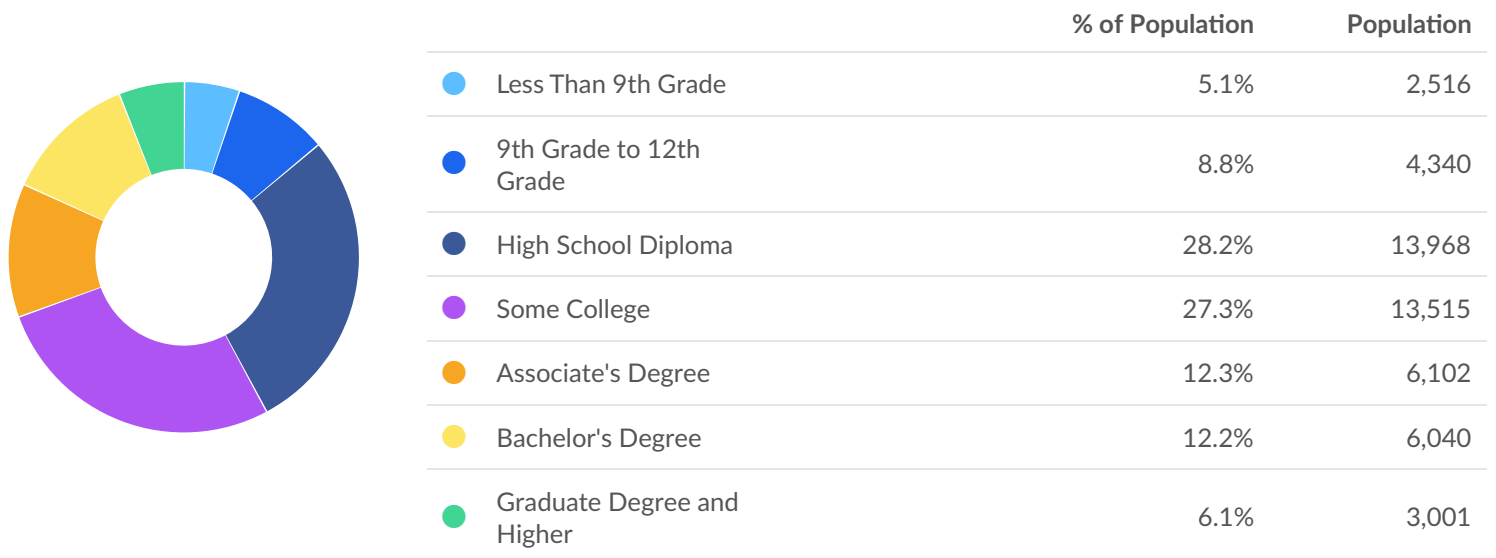 % of Population Population
Less Than 9th Grade 5.1% 2,516
9th Grade to 12th
Grade 8.8% 4,340
High School Diploma 28.2% 13,968
Some College 27.3% 13,515
Associate's Degree 12.3% 6,102
Bachelor's Degree 12.2% 6,040
Graduate Degree and
Higher 6.1% 3,001